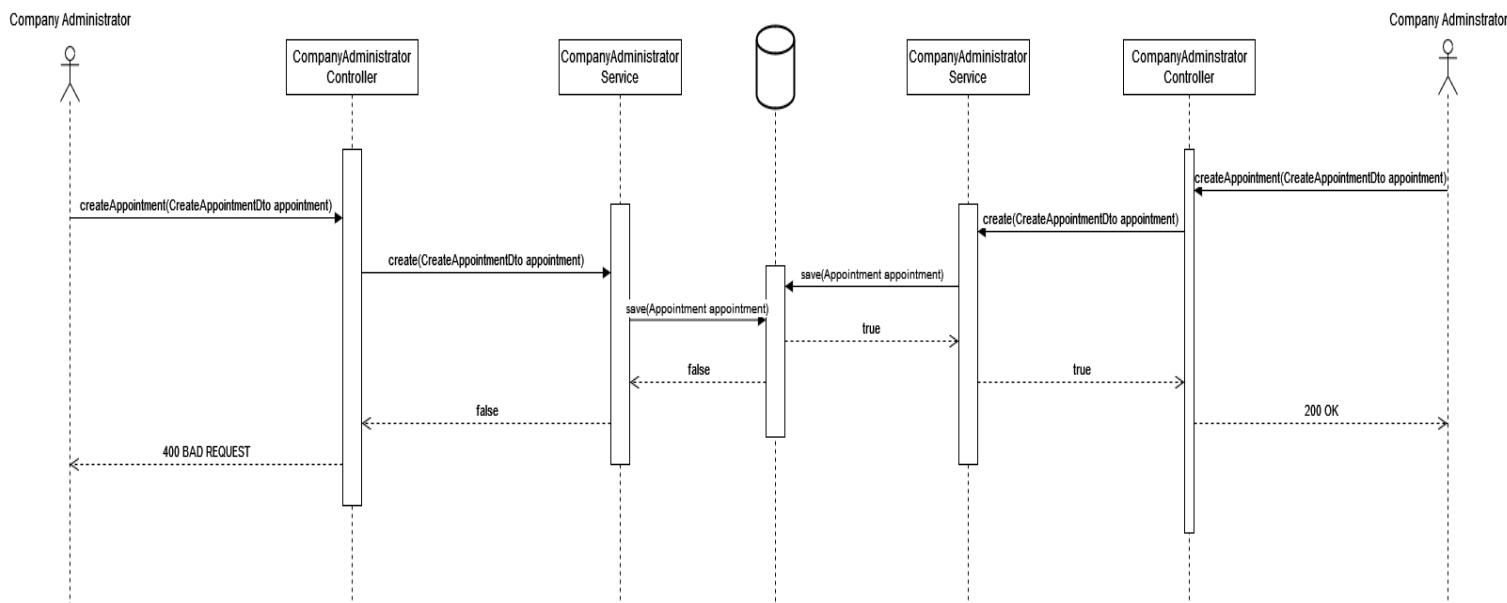 Company Administrator
Company Adminstrator
CompanyAdministrator
Controller
CompanyAdministrator
Service
CompanyAdminstrator
Service
CompanyAdminstrator
Controller
createAppointment(CreateAppointmentDto appointment)
createAppointment(CreateAppointmentDto appointment)
create(CreateAppointmentDto appointment)
create(CreateAppointmentDto appointment)
save(Appointment appointment)
save(Appointment appointment)
true
false
true
false
200 OK
400 BAD REQUEST